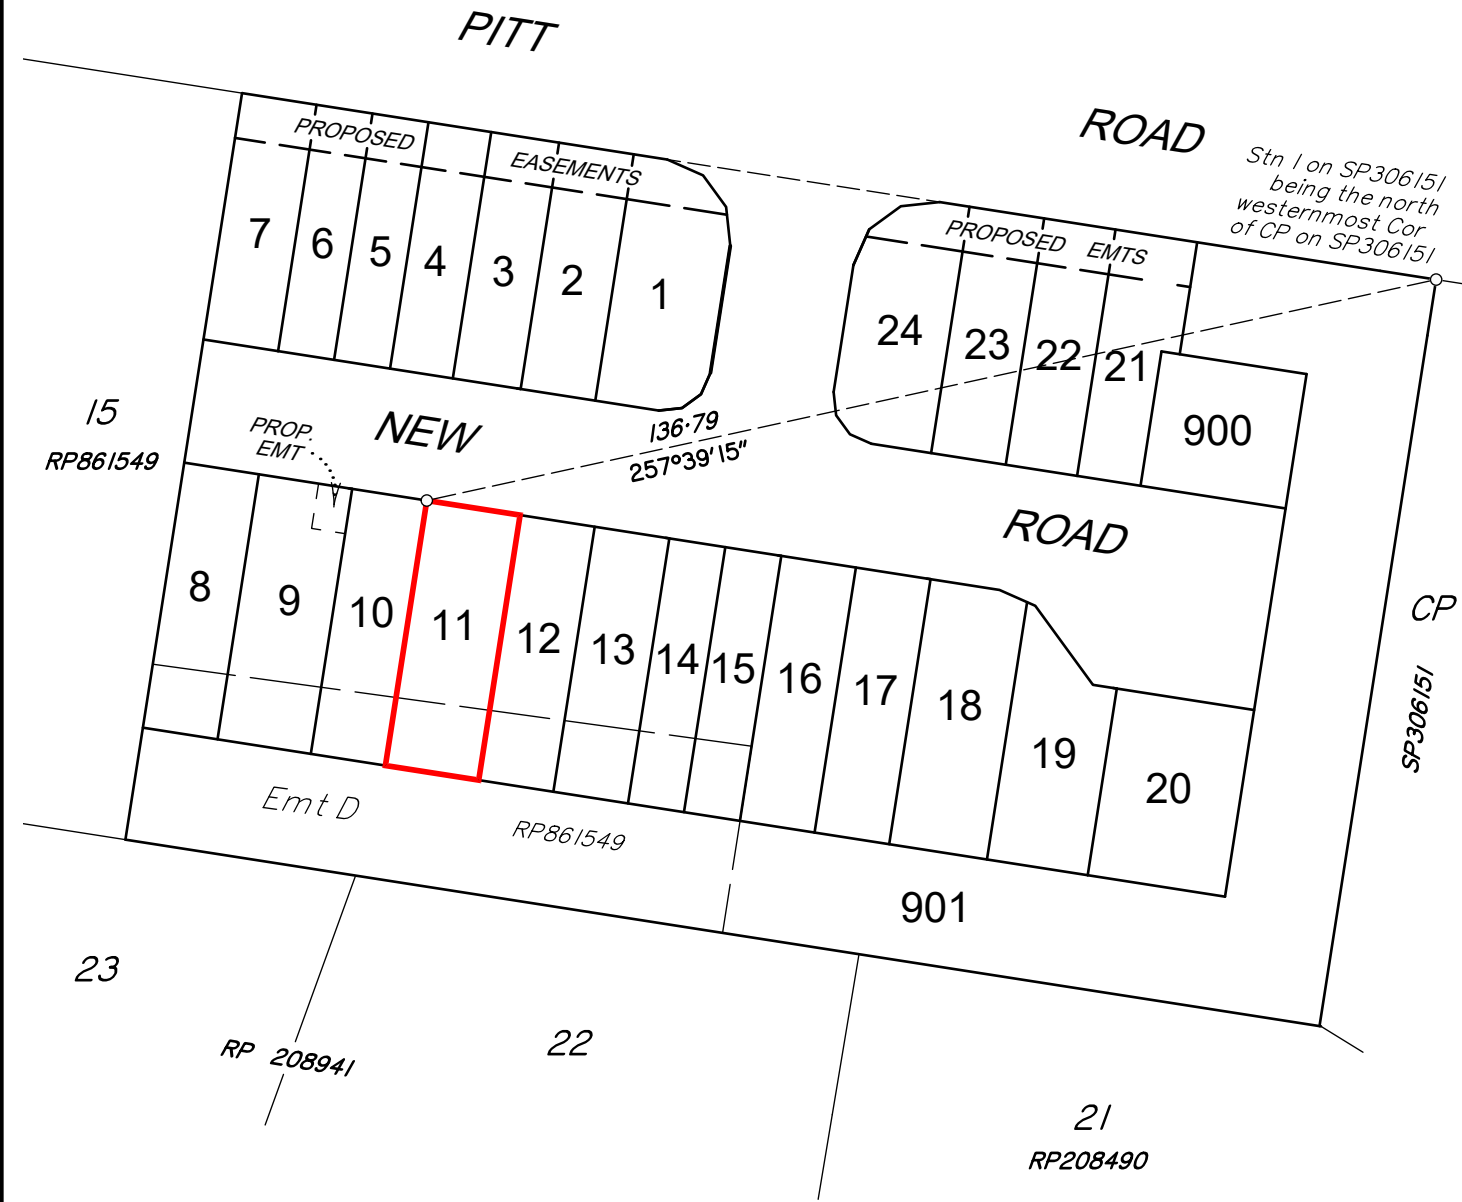 PITT
ROAD
Stn 1 on SP306151
being the north
westernmost Cor
of CP on SP306151
PROPOSED
EASEMENTS
PROPOSED EMTS
7
6
5
4
3
2
1
24
23
22
21
900
15
RP861549
PROP.
EMT
NEW
136·79
257°39'15"
ROAD
8
9
10
11
12
13
14
15
16
17
18
19
20
CP
SP306151
Emt D
RP861549
901
23
RP 208941
22
21
RP208490